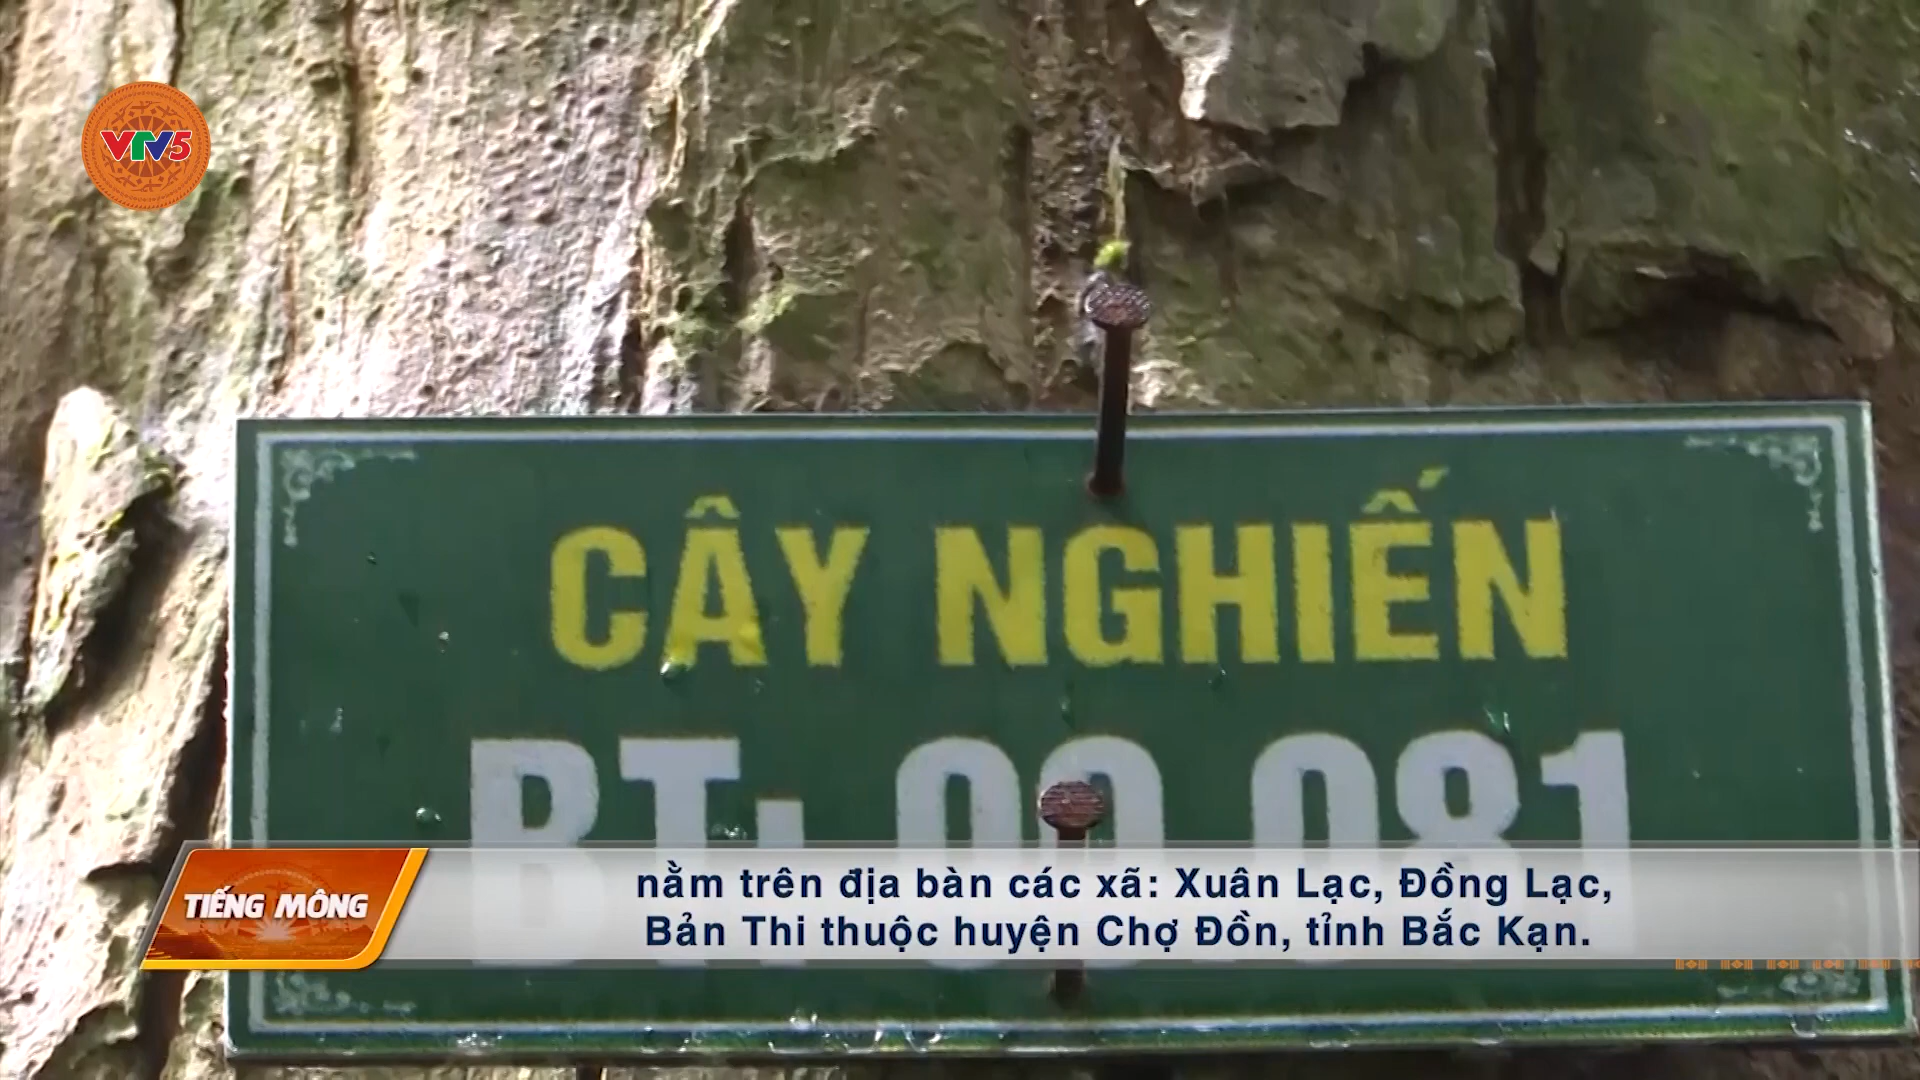 VTV5
CÂY NGHIẾN
TIẾNG MÔNG
nằm trên địa bàn các xã: Xuân Lạc, Đồng Lạc,
Bản Thi thuộc huyện Chợ Đồn, tỉnh Bắc Kạn.